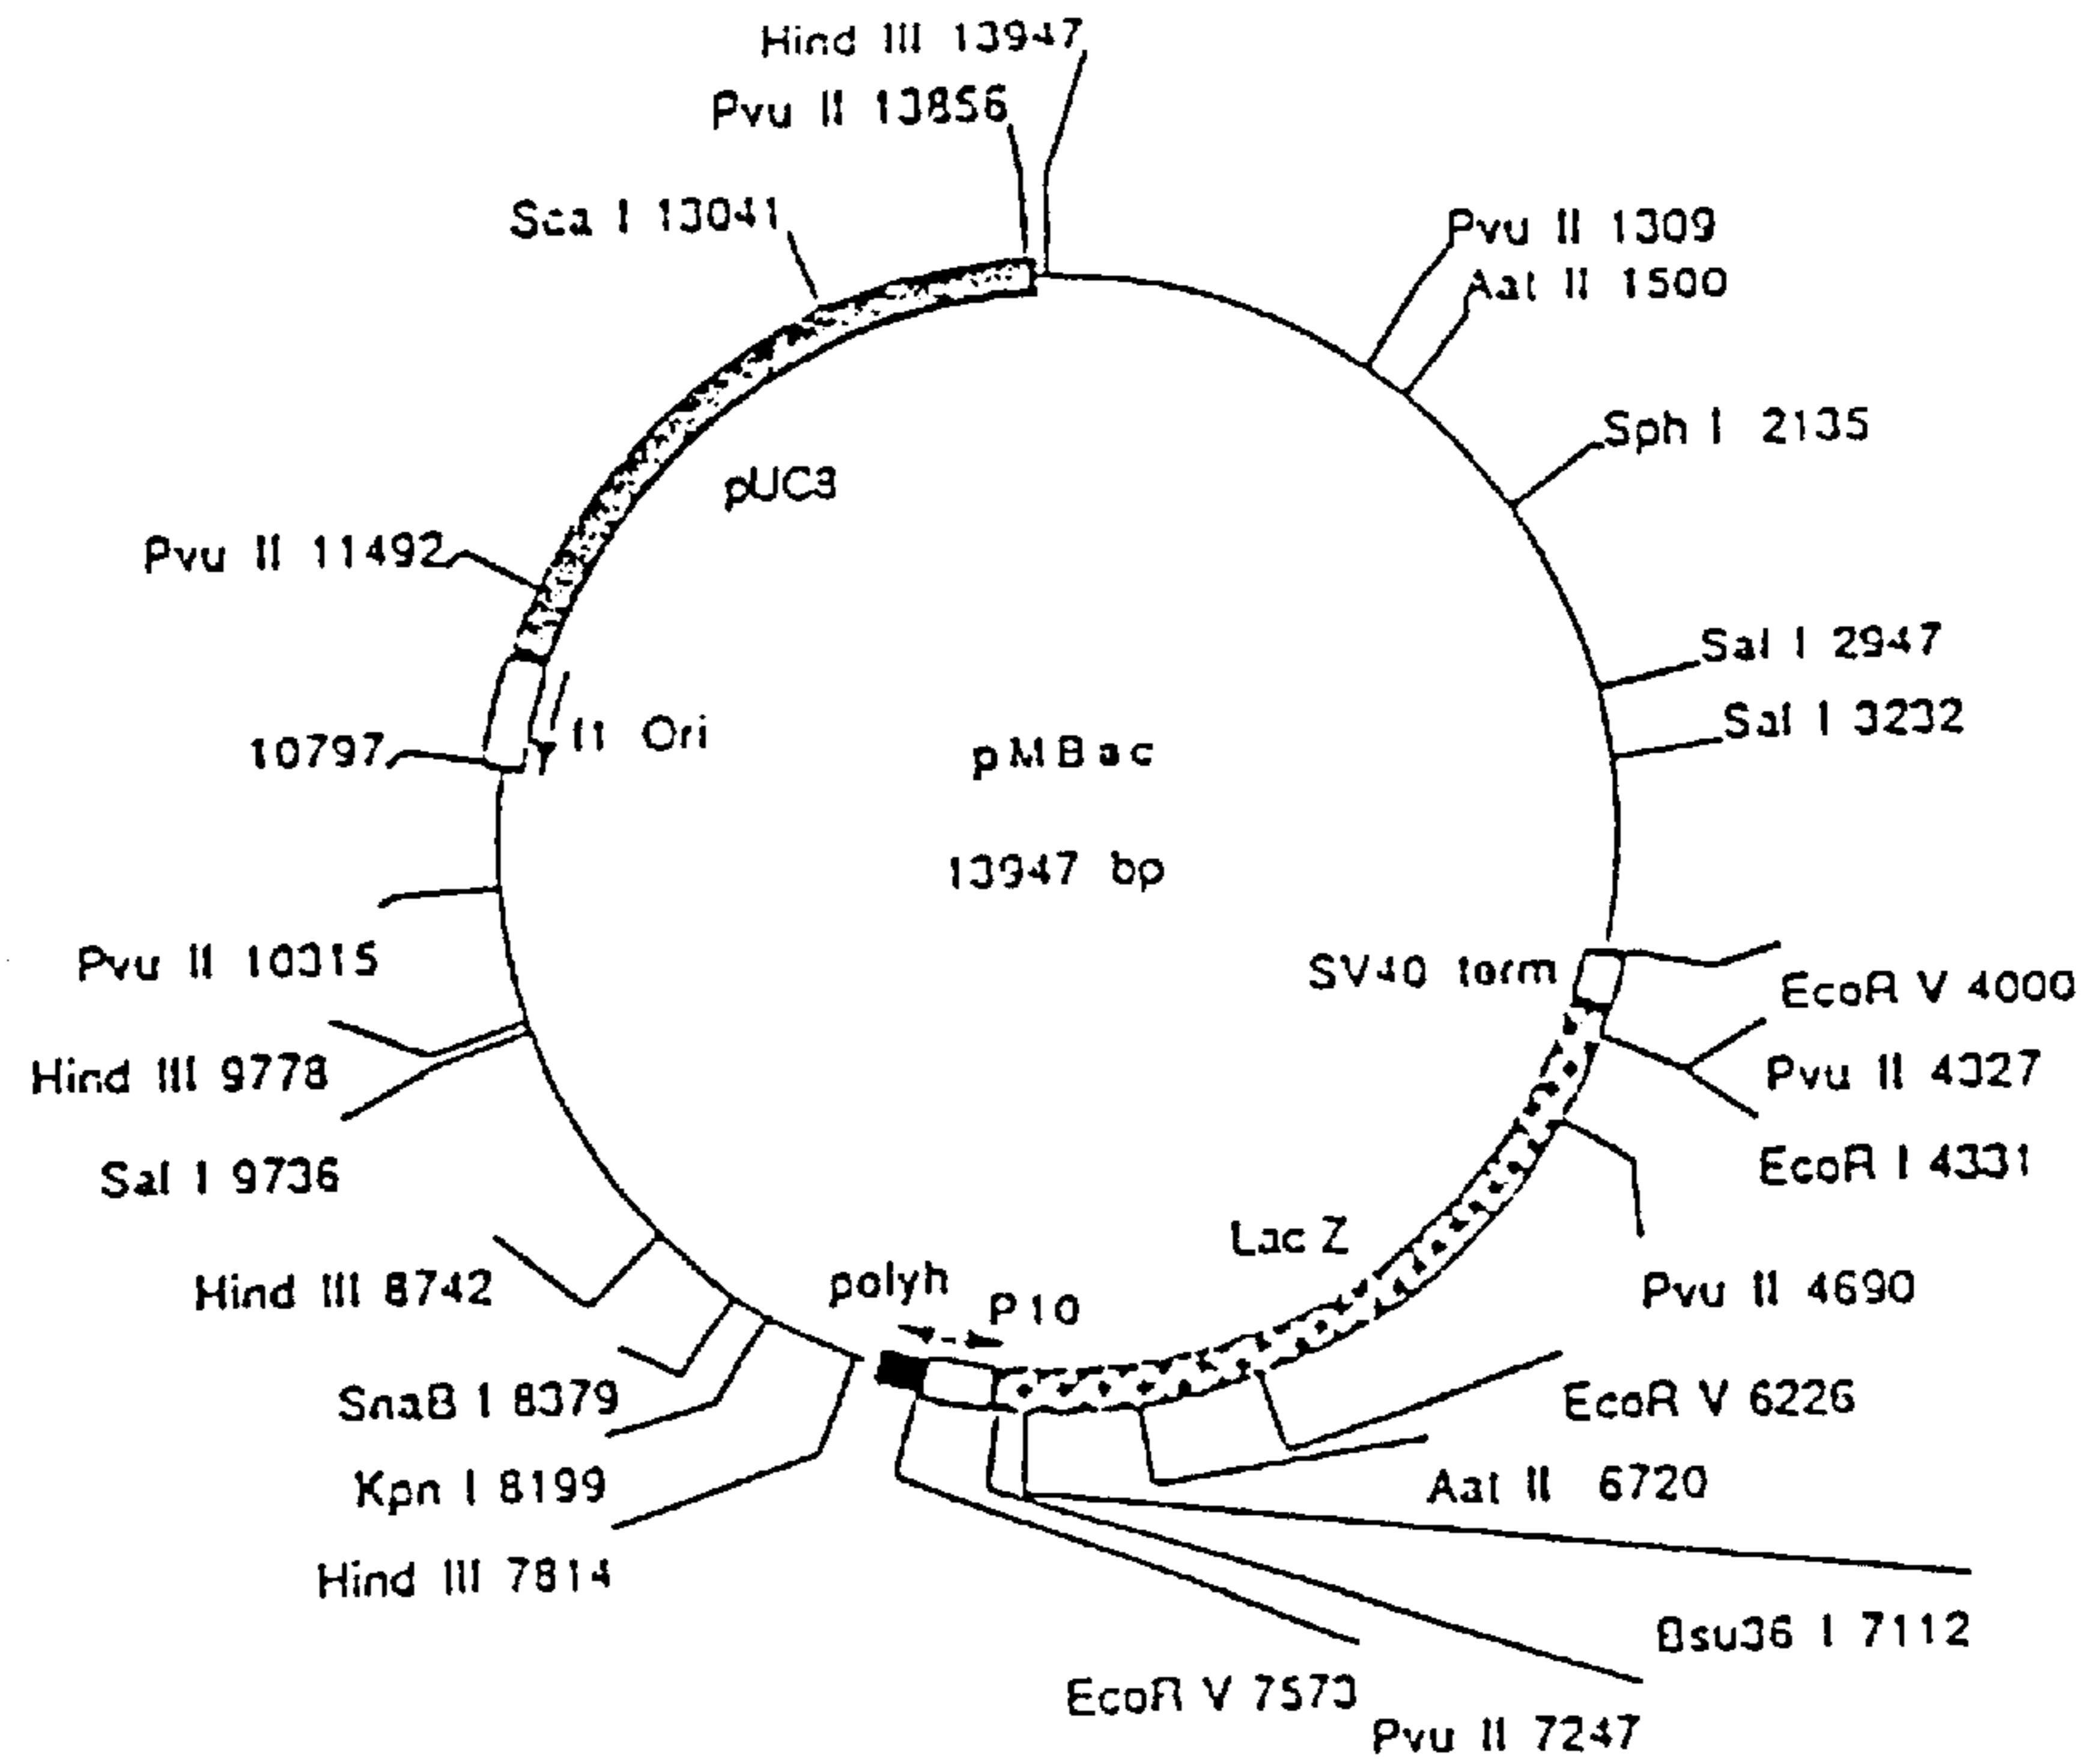 Hind III 13947
Pvu II 13856
Sca I 13041
Pvu II 1309
Aat II 1500
Sph I 2135
pUC8
Pvu II 11492
Sal I 2947
Sal I 3232
f1 Ori
10797
pMBac
13947 bp
Pvu II 10315
SV40 term
EcoR V 4000
Hind III 9778
Pvu II 4327
Sal I 9736
EcoR I 4331
Lac Z
Hind III 8742
polyh
P10
Pvu II 4690
SnaB I 8379
EcoR V 6226
Kpn I 8199
Aat II 6720
Hind III 7814
Bsu36 I 7112
EcoR V 7573
Pvu II 7247